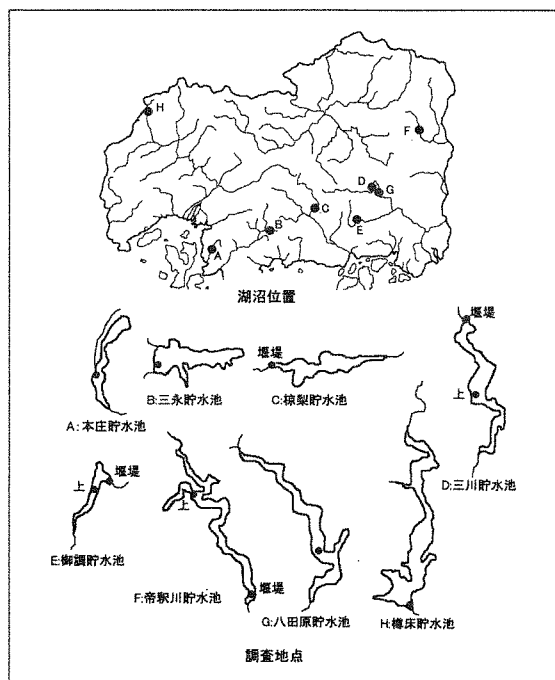 H
F
D
G
C
E
B
A
湖沼位置
堰堤
堰堤
A:本庄貯水池
B:三永貯水池
C:椋梨貯水池
上
D:三川貯水池
上
堰堤
E:御調貯水池
上
堰堤
F:帝釈川貯水池
G:八田原貯水池
H:樽床貯水池
調査地点